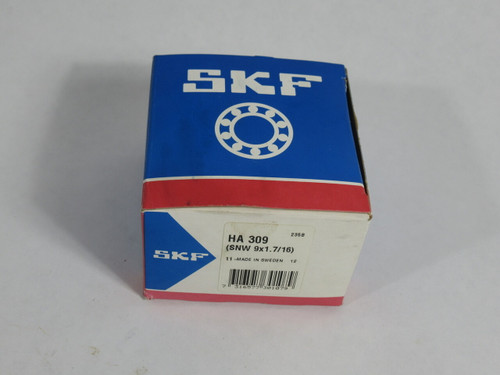 SKF
SKF
HA 309
2358
(SNW 9x1.7/16)
11-MADE IN SWEDEN 12